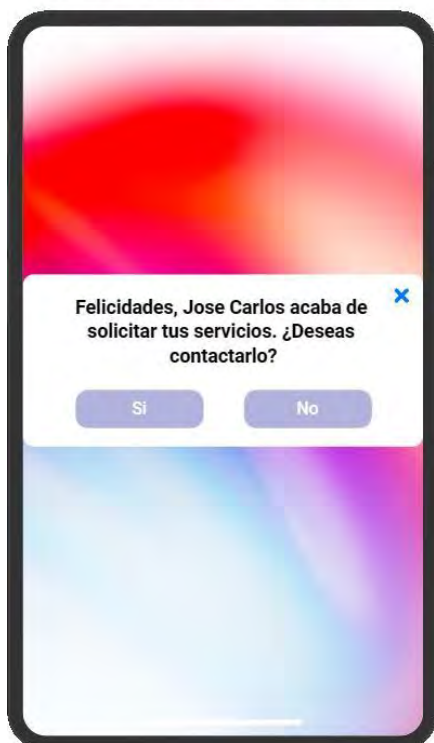 Felicidades, Jose Carlos acaba de
solicitar tus servicios. ¿Deseas
contactarlo?
Si
No